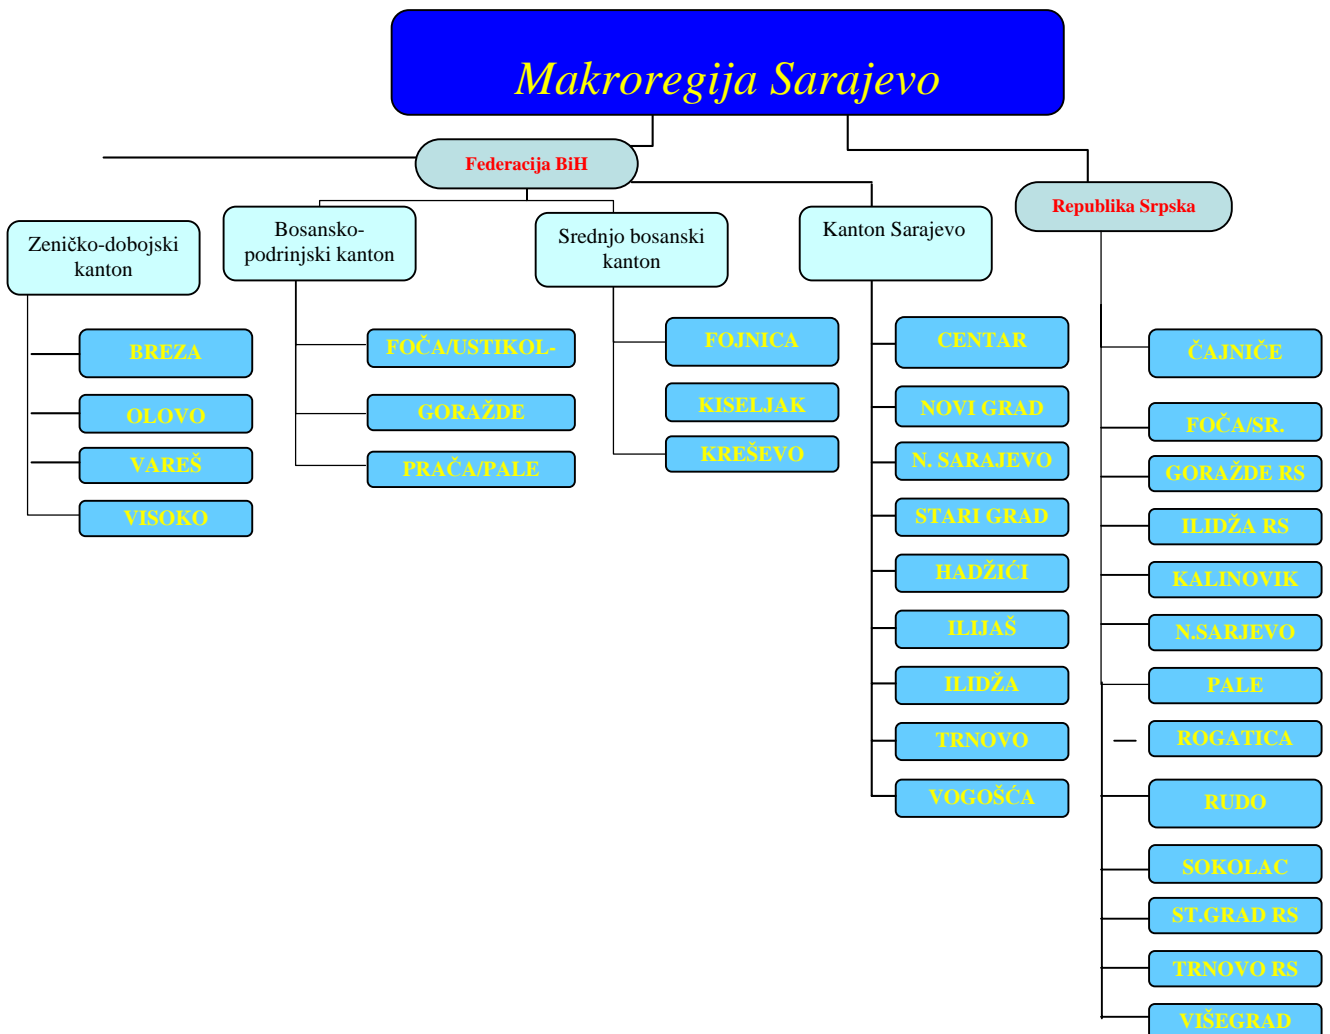 Makroregija Sarajevo
Federacija BiH
Republika Srpska
Zeničko-dobojski
kanton
Bosansko-
podrinjski kanton
Srednjo bosanski
kanton
Kanton Sarajevo
BREZA
OLOVO
VAREŠ
VISOKO
FOČA/USTIKOL-
GORAŽDE
PRAČA/PALE
FOJNICA
KISELJAK
KREŠEVO
CENTAR
NOVI GRAD
N. SARAJEVO
STARI GRAD
HADŽIĆI
ILIJAŠ
ILIDŽA
TRNOVO
VOGOŠĆA
ČAJNIČE
FOČA/SR.
GORAŽDE RS
ILIDŽA RS
KALINOVIK
N.SARJEVO
PALE
ROGATICA
RUDO
SOKOLAC
ST.GRAD RS
TRNOVO RS
VIŠEGRAD